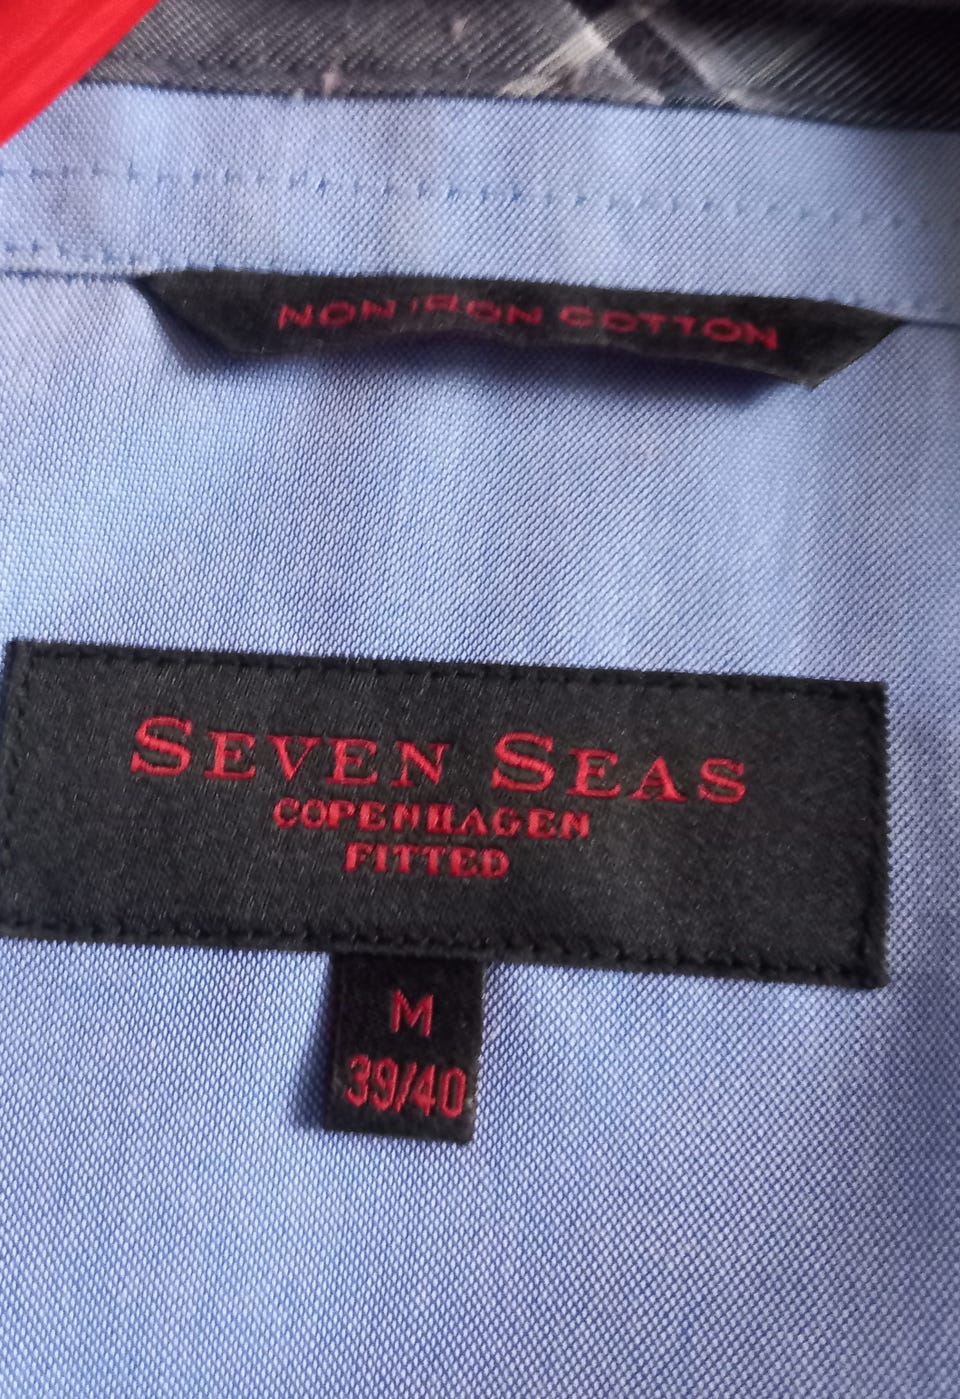 NON IRON COTTON
SEVEN SEAS
COPENHAGEN
FITTED
M
39/40